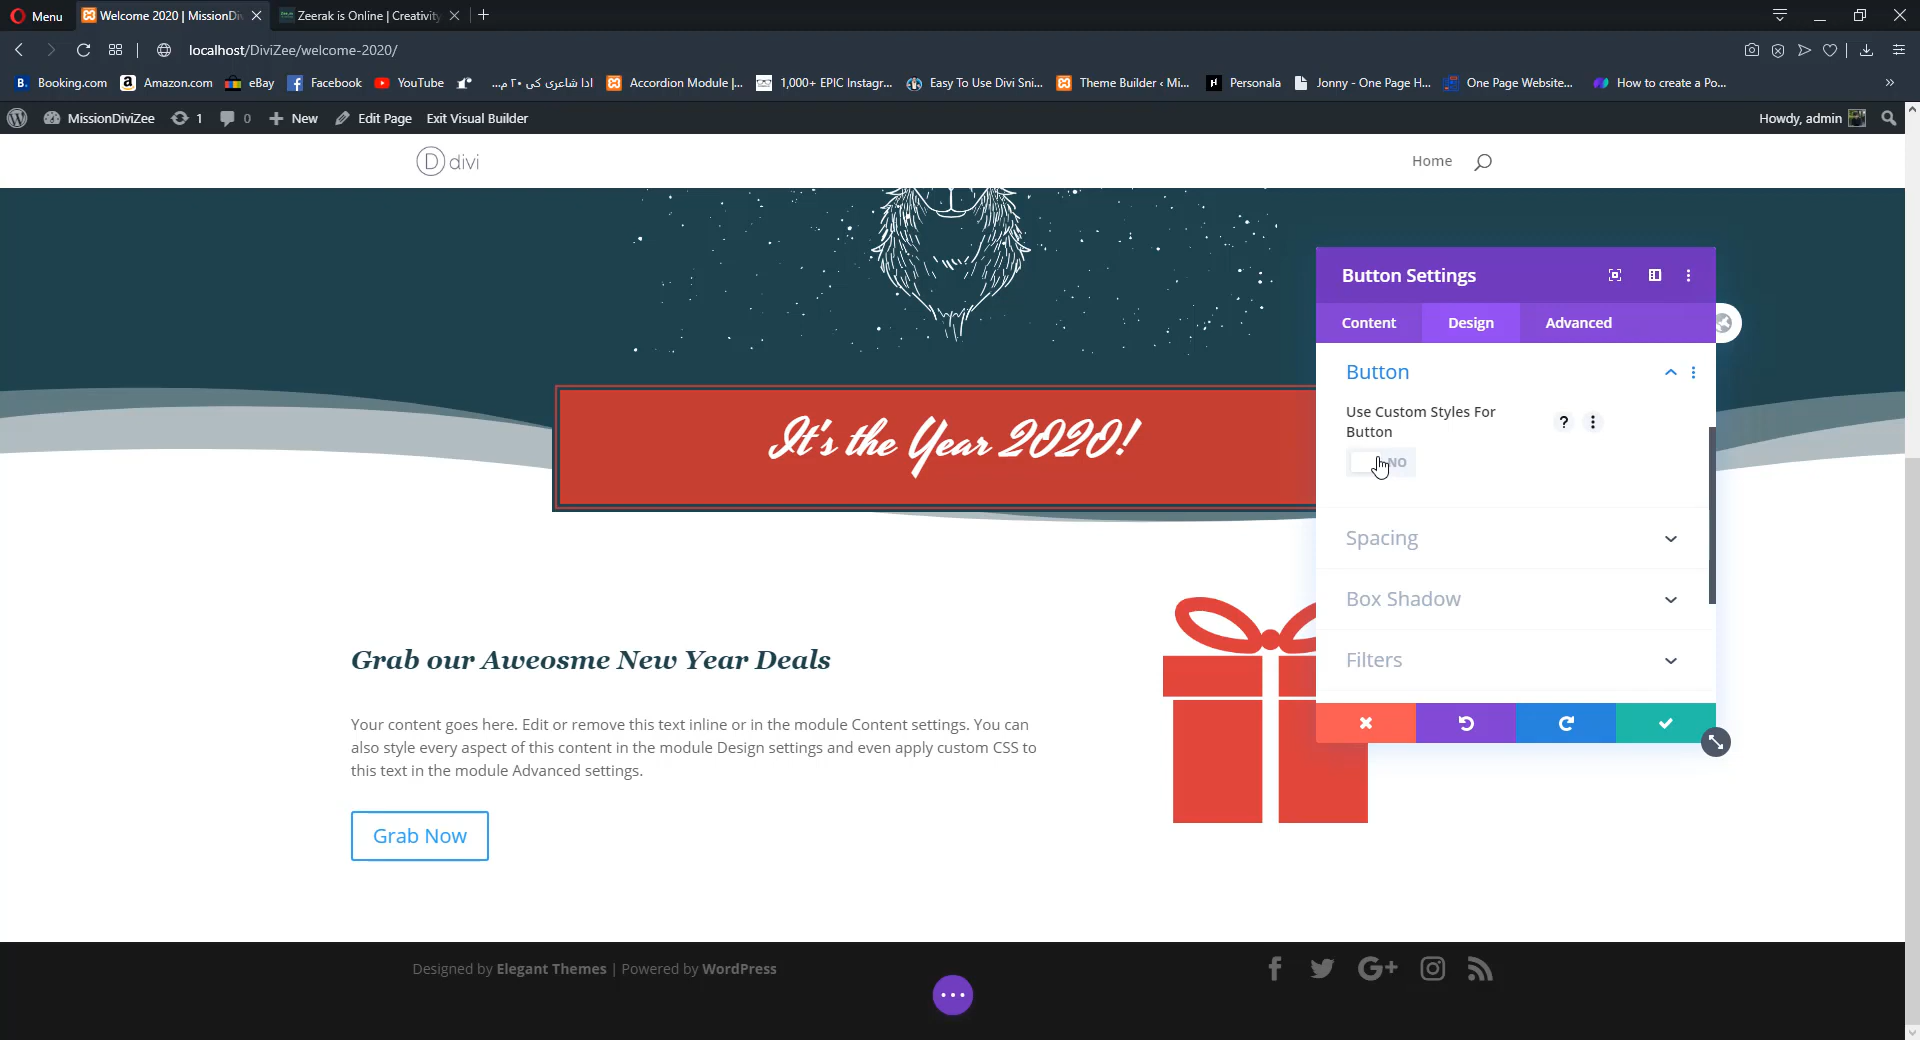 Menu
Welcome 2020 | MissionDi
Zeerak is Online | Creativity
localhost/DiviZee/welcome-2020/
Booking.com
Amazon.com
eBay
Facebook
YouTube
ادا شاعری کی ۲۰ م...
Accordion Module |...
1,000+ EPIC Instagr...
Easy To Use Divi Sni...
Theme Builder ‹ Mi...
Personala
Jonny - One Page H...
One Page Website...
How to create a Po...
MissionDiviZee
1
0
New
Edit Page
Exit Visual Builder
Howdy, admin
divi
Home
Button Settings
Content
Design
Advanced
Button
Use Custom Styles For
Button
NO
Spacing
Box Shadow
Filters
It's the Year 2020!
Grab our Aweosme New Year Deals
Your content goes here. Edit or remove this text inline or in the module Content settings. You can
also style every aspect of this content in the module Design settings and even apply custom CSS to
this text in the module Advanced settings.
Grab Now
Designed by Elegant Themes | Powered by WordPress